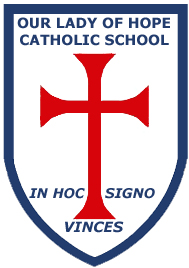 OUR LADY OF HOPE
CATHOLIC SCHOOL
IN HOC SIGNO
VINCES